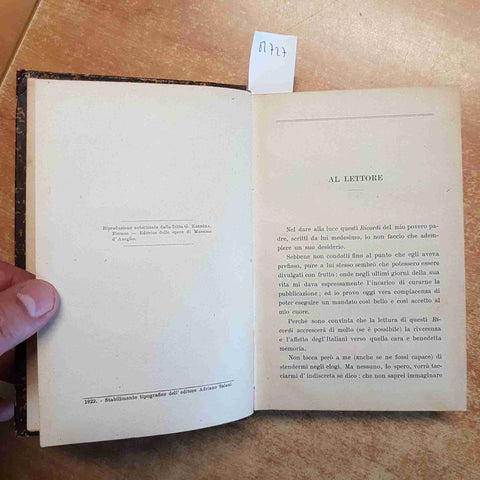 Riproduzione autorizzata dalla Ditta G. Barbèra,
Firenze — Editrice delle opere di Massimo
d'Azeglio.
1922. - Stabilimento tipografico dell'editore Adriano Salani.
AL LETTORE
Nel dare alla luce questi Ricordi del mio povero pa-
dre, scritti da lui medesimo, io non faccio che adem-
piere un suo desiderio.
Sebbene non condotti fino al punto che egli aveva
prefisso, pure a lui stesso sembrò che potessero essere
divulgati con frutto: onde negli ultimi giorni della sua
vita mi dava espressamente l'incarico di curarne la
pubblicazione; ed io provo oggi vera compiacenza di
poter eseguire un mandato così bello e così accetto al
mio cuore.
Perchè sono convinta che la lettura di questi Ri-
cordi accrescerà di molto (se è possibile) la riverenza
e l'affetto degl'Italiani verso quella cara e benedetta
memoria.
Non tocca però a me (anche se ne fossi capace) di
stendermi negli elogi. Ma nessuno, lo spero, vorrà tac-
ciarmi d'indiscreta se dico: che non saprei immaginare